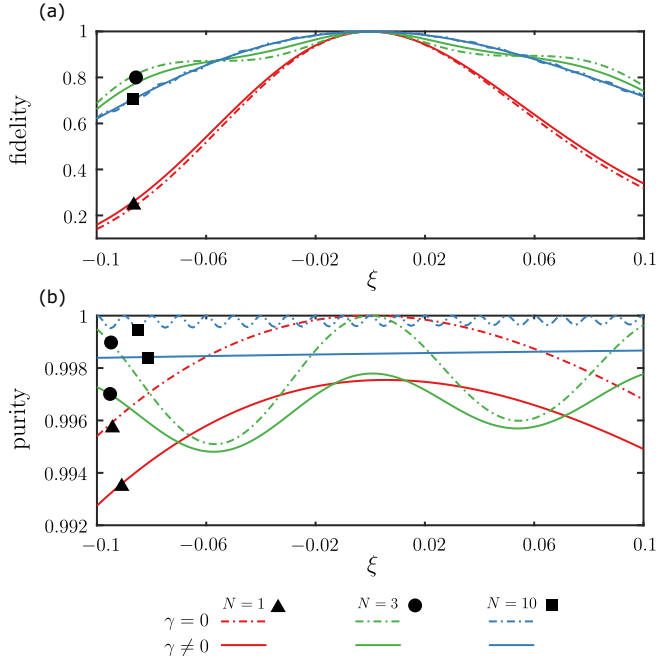 (a)
1
0.8
0.6
0.4
0.2
fidelity
−0.1 −0.06 −0.02 0.02 0.06 0.1
ξ
(b)
1
0.998
0.996
0.994
0.992
purity
−0.1 −0.06 −0.02 0.02 0.06 0.1
ξ
N = 1 N = 3 N = 10
γ = 0
γ ≠ 0